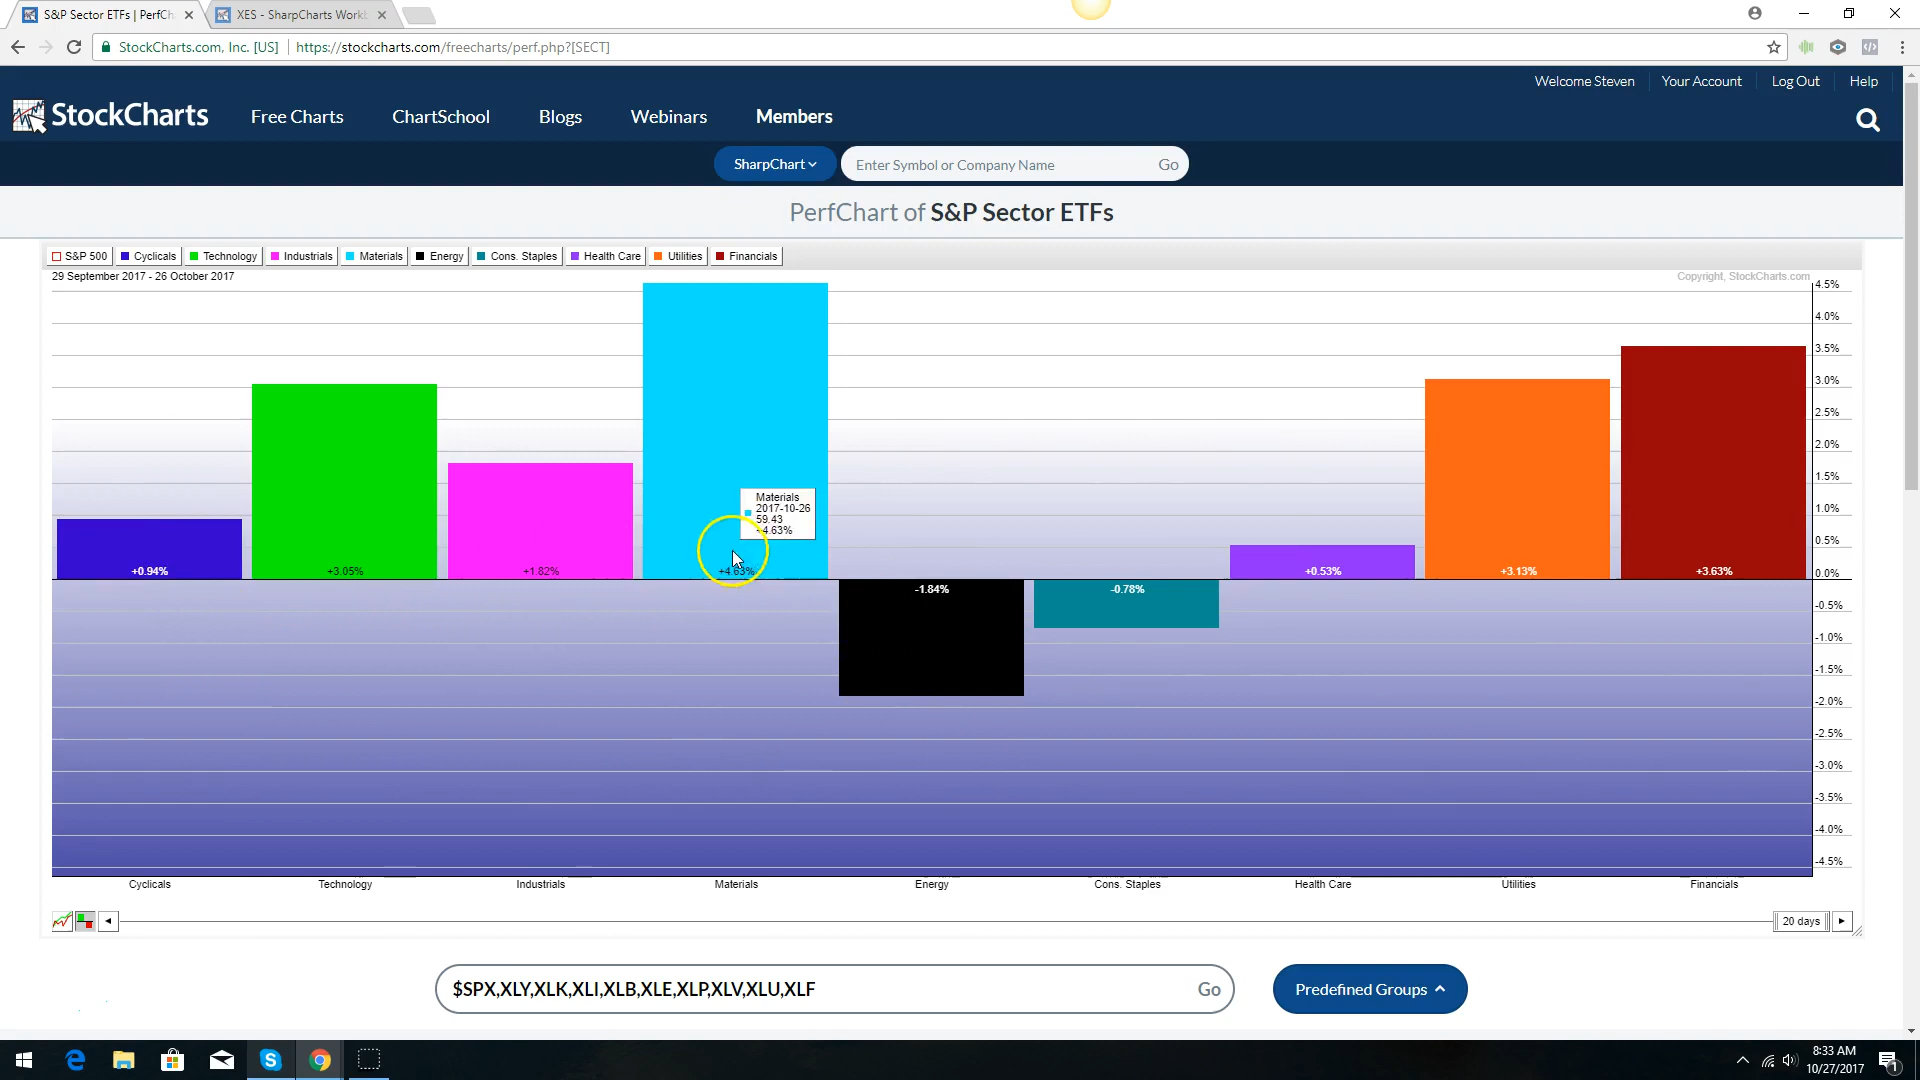 S&P Sector ETFs | PerfCh
XES - SharpCharts Workb
StockCharts.com, Inc. [US]
https://stockcharts.com/freecharts/perf.php?[SECT]
Welcome Steven
Your Account
Log Out
Help
StockCharts
Free Charts
ChartSchool
Blogs
Webinars
Members
SharpChart
Enter Symbol or Company Name
Go
PerfChart of S&P Sector ETFs
S&P 500
Cyclicals
Technology
Industrials
Materials
Energy
Cons. Staples
Health Care
Utilities
Financials
29 September 2017 - 26 October 2017
Copyright, StockCharts.com
4.5%
4.0%
3.5%
3.0%
2.5%
2.0%
1.5%
1.0%
0.5%
0.0%
-0.5%
-1.0%
-1.5%
-2.0%
-2.5%
-3.0%
-3.5%
-4.0%
-4.5%
Materials
2017-10-26
59.43
+4.63%
+0.94%
+3.05%
+1.82%
+4.63%
-1.84%
-0.78%
+0.53%
+3.13%
+3.63%
Cyclicals
Technology
Industrials
Materials
Energy
Cons. Staples
Health Care
Utilities
Financials
20 days
$SPX,XLY,XLK,XLI,XLB,XLE,XLP,XLV,XLU,XLF
Go
Predefined Groups
8:33 AM
10/27/2017
1